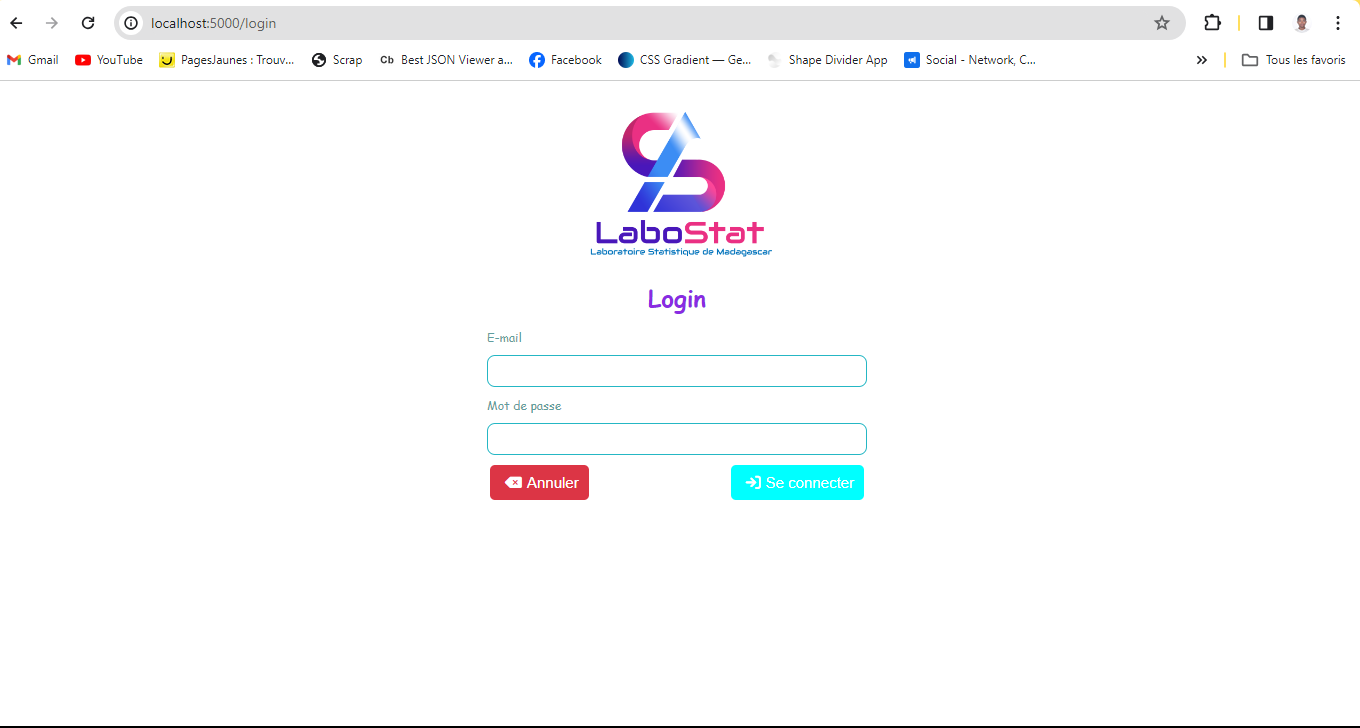 localhost:5000/login
Gmail YouTube PagesJaunes : Trouv... Scrap Cb Best JSON Viewer a... Facebook CSS Gradient — Ge... Shape Divider App Social - Network, C... » Tous les favoris
LaboStat
Laboratoire Statistique de Madagascar
Login
E-mail
Mot de passe
Annuler Se connecter